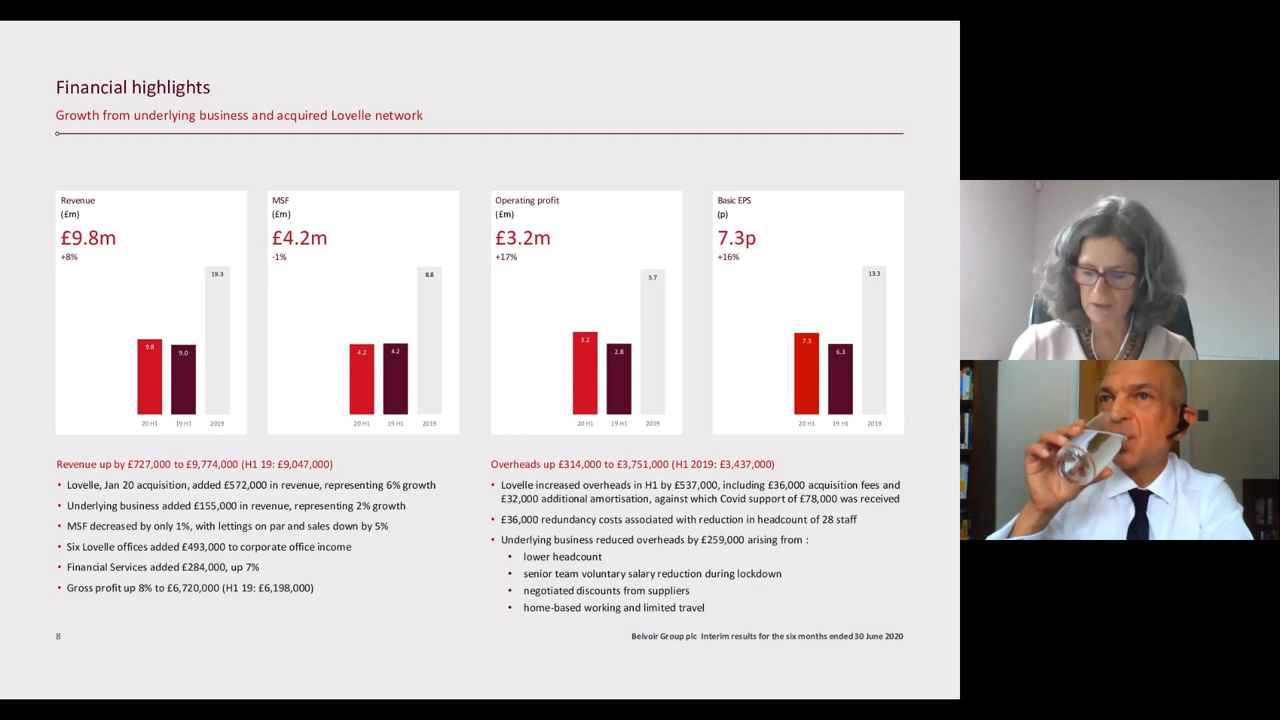 Financial highlights
Growth from underlying business and acquired Lovelle network
Revenue
(£m)
£9.8m
+8%
9.8
9.0
19.3
20 H1
19 H1
2019
MSF
(£m)
£4.2m
-1%
4.2
4.2
8.8
20 H1
19 H1
2019
Operating profit
(£m)
£3.2m
+17%
3.2
2.8
5.7
20 H1
19 H1
2019
Basic EPS
(p)
7.3p
+16%
7.3
6.3
13.3
20 H1
19 H1
2019
Revenue up by £727,000 to £9,774,000 (H1 19: £9,047,000)
• Lovelle, Jan 20 acquisition, added £572,000 in revenue, representing 6% growth
• Underlying business added £155,000 in revenue, representing 2% growth
• MSF decreased by only 1%, with lettings on par and sales down by 5%
• Six Lovelle offices added £493,000 to corporate office income
• Financial Services added £284,000, up 7%
• Gross profit up 8% to £6,720,000 (H1 19: £6,198,000)
Overheads up £314,000 to £3,751,000 (H1 2019: £3,437,000)
• Lovelle increased overheads in H1 by £537,000, including £36,000 acquisition fees and
£32,000 additional amortisation, against which Covid support of £78,000 was received
• £36,000 redundancy costs associated with reduction in headcount of 28 staff
• Underlying business reduced overheads by £259,000 arising from :
• lower headcount
• senior team voluntary salary reduction during lockdown
• negotiated discounts from suppliers
• home-based working and limited travel
8
Belvoir Group plc Interim results for the six months ended 30 June 2020